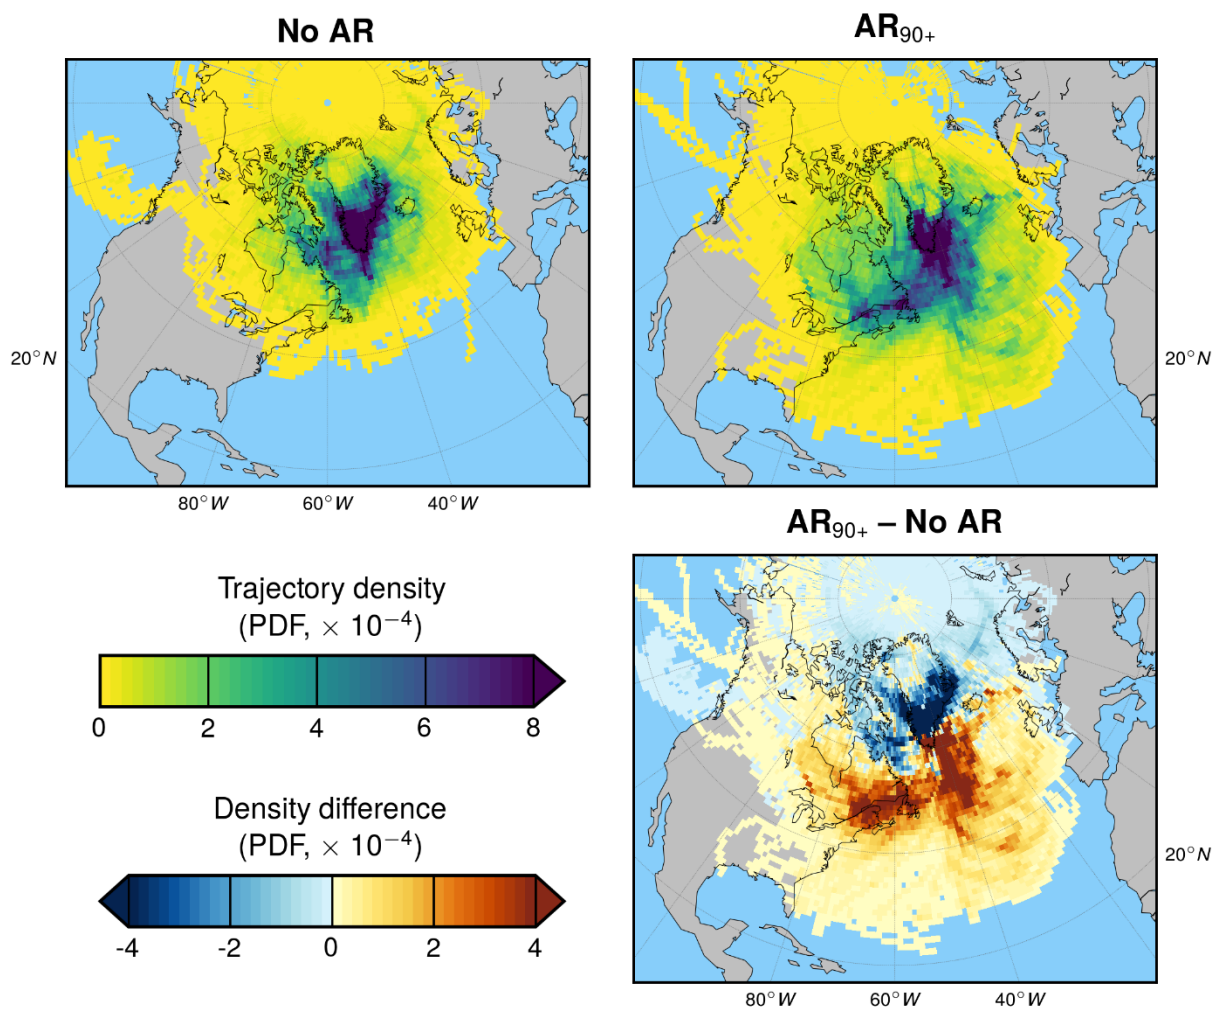 No AR
AR₉₀₊
20°N
20°N
80°W
60°W
40°W
AR₉₀₊ – No AR
Trajectory density
(PDF, × 10⁻⁴)
0 2 4 6 8
Density difference
(PDF, × 10⁻⁴)
-4 -2 0 2 4
20°N
80°W
60°W
40°W